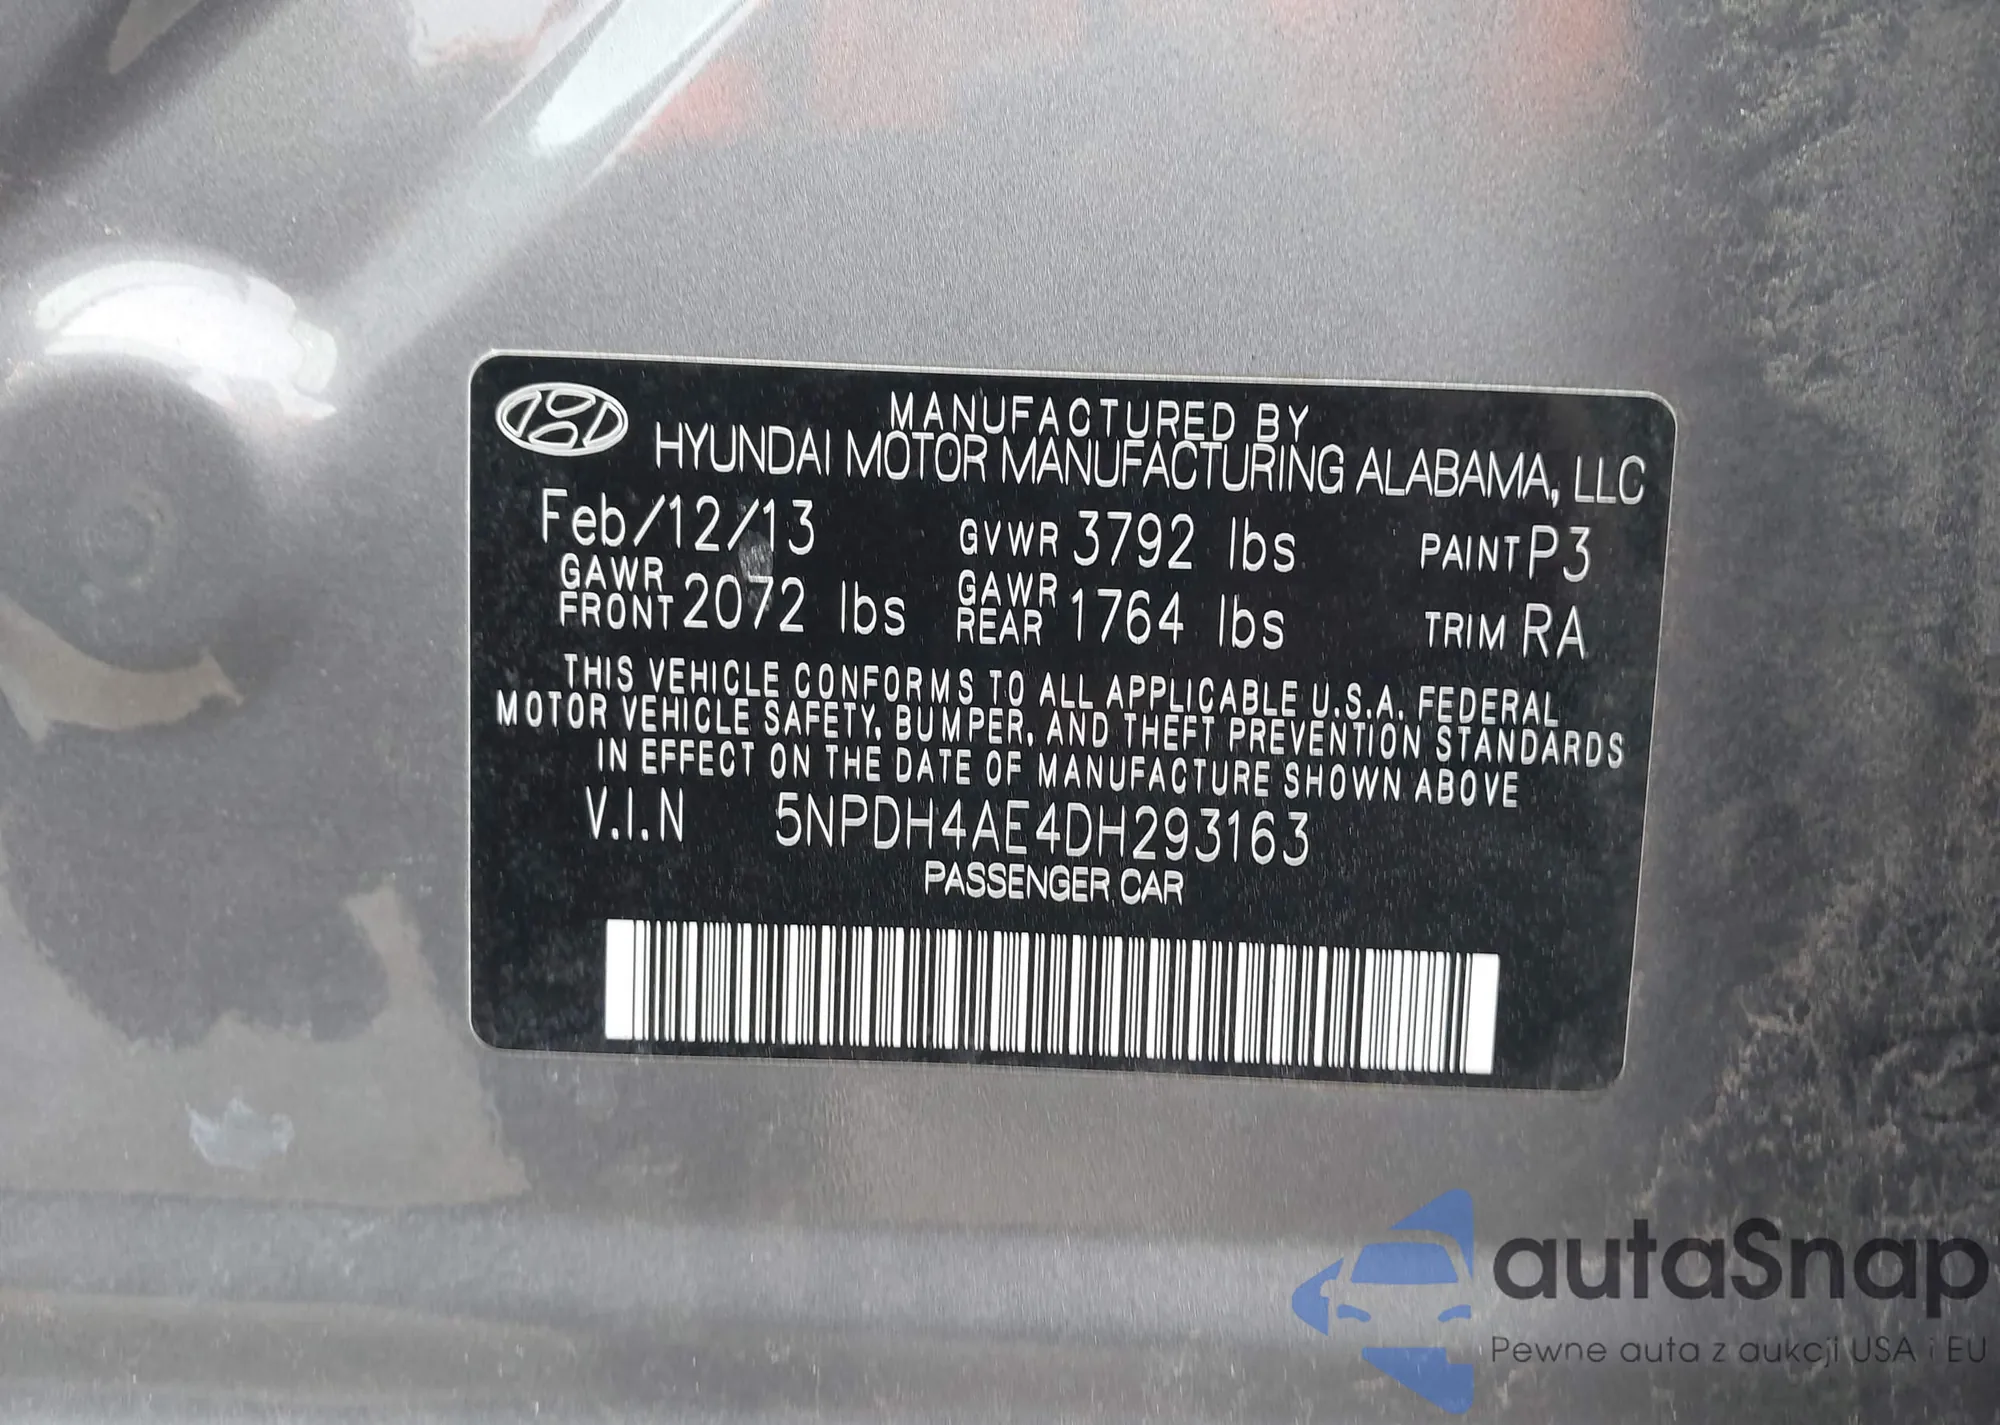 MANUFACTURED BY
HYUNDAI MOTOR MANUFACTURING ALABAMA, LLC
Feb/12/13 GVWR 3792 lbs PAINT P3
GAWR FRONT 2072 lbs GAWR REAR 1764 lbs TRIM RA
THIS VEHICLE CONFORMS TO ALL APPLICABLE U.S.A. FEDERAL
MOTOR VEHICLE SAFETY, BUMPER, AND THEFT PREVENTION STANDARDS
IN EFFECT ON THE DATE OF MANUFACTURE SHOWN ABOVE
V.I.N 5NPDH4AE4DH293163
PASSENGER CAR
autaSnap
Pewne auta z aukcji USA i EU